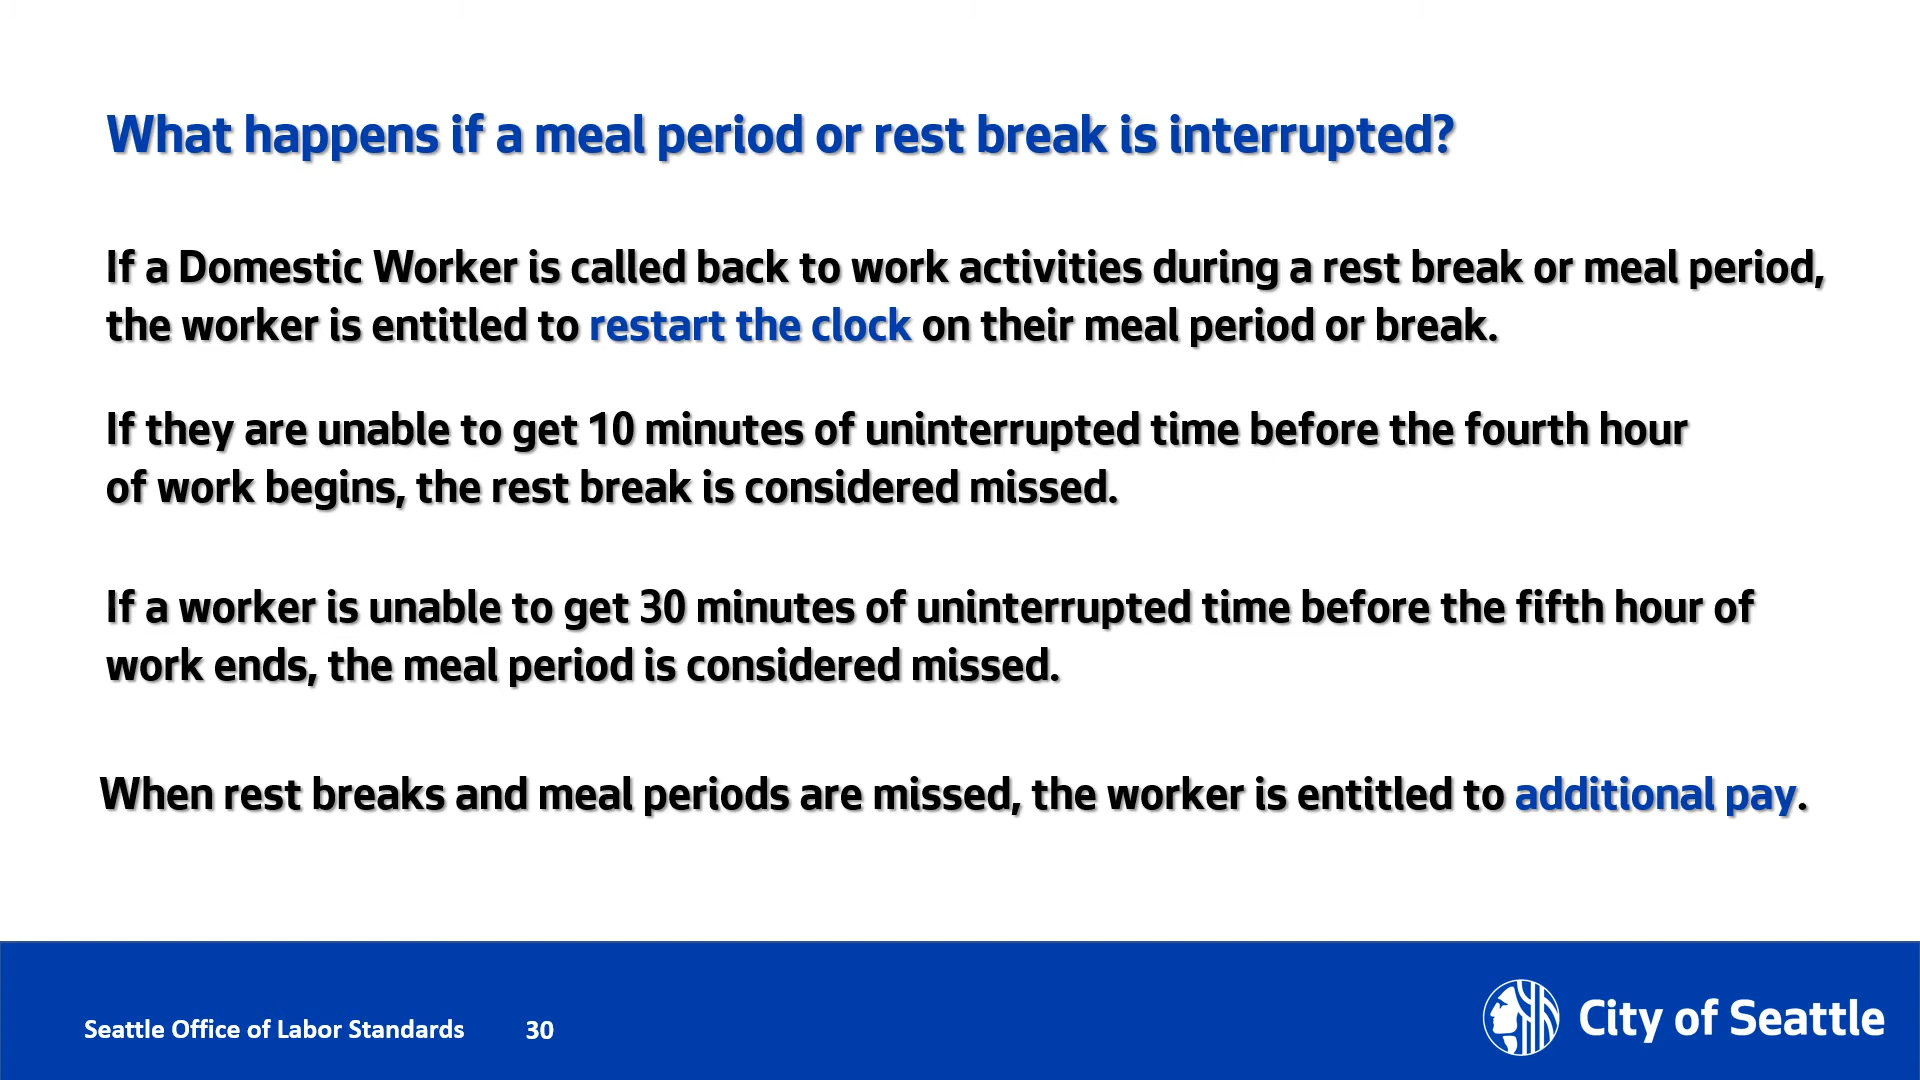 What happens if a meal period or rest break is interrupted?
If a Domestic Worker is called back to work activities during a rest break or meal period,
the worker is entitled to restart the clock on their meal period or break.
If they are unable to get 10 minutes of uninterrupted time before the fourth hour
of work begins, the rest break is considered missed.
If a worker is unable to get 30 minutes of uninterrupted time before the fifth hour of
work ends, the meal period is considered missed.
When rest breaks and meal periods are missed, the worker is entitled to additional pay.
Seattle Office of Labor Standards 30
City of Seattle